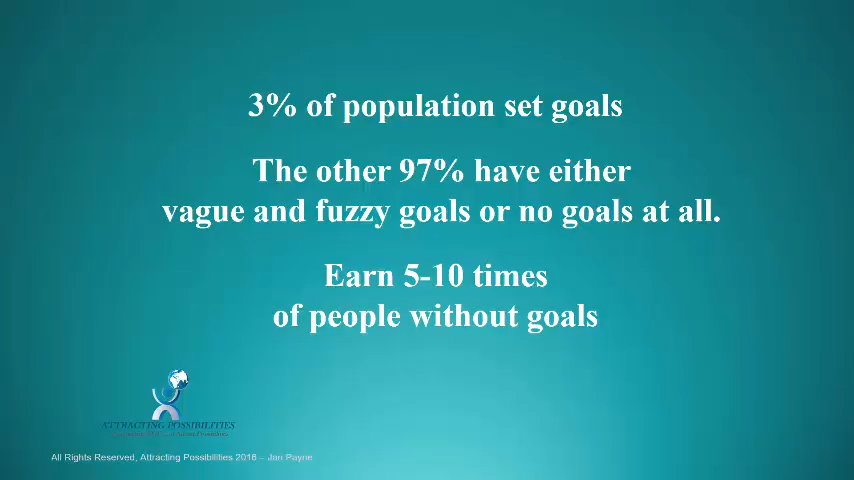 3% of population set goals
The other 97% have either
vague and fuzzy goals or no goals at all.
Earn 5-10 times
of people without goals
ATTRACTING POSSIBILITIES
All Rights Reserved, Attracting Possibilities 2016 – Jan Payne